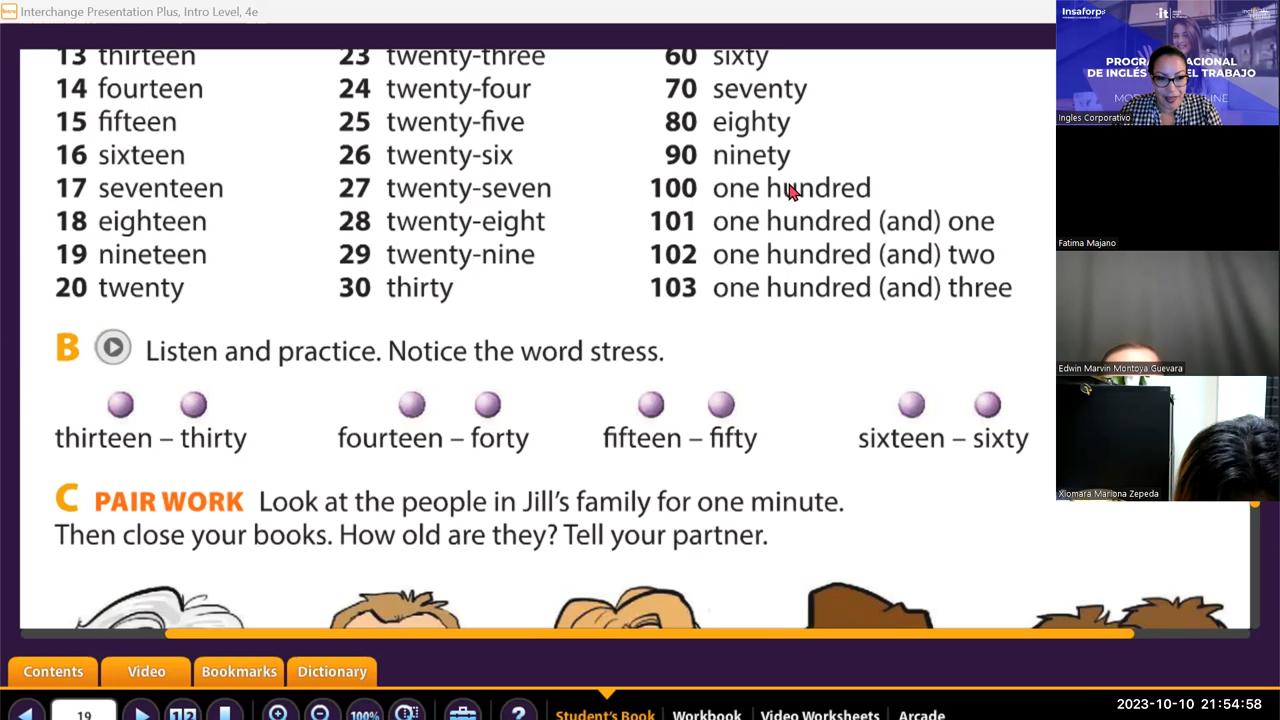 Interchange Presentation Plus, Intro Level, 4e
13 thirteen
14 fourteen
15 fifteen
16 sixteen
17 seventeen
18 eighteen
19 nineteen
20 twenty
23 twenty-three
24 twenty-four
25 twenty-five
26 twenty-six
27 twenty-seven
28 twenty-eight
29 twenty-nine
30 thirty
60 sixty
70 seventy
80 eighty
90 ninety
100 one hundred
101 one hundred (and) one
102 one hundred (and) two
103 one hundred (and) three
B Listen and practice. Notice the word stress.
thirteen – thirty
fourteen – forty
fifteen – fifty
sixteen – sixty
C PAIR WORK Look at the people in Jill's family for one minute.
Then close your books. How old are they? Tell your partner.
Insaforp
Ingles Corporativo
Fatima Majano
Edwin Marvin Montoya Guevara
Xiomara Mariona Zepeda
Contents
Video
Bookmarks
Dictionary
19
1 2
100%
?
Student's Book
Workbook
Video Worksheets
Arcade
2023-10-10 21:54:58